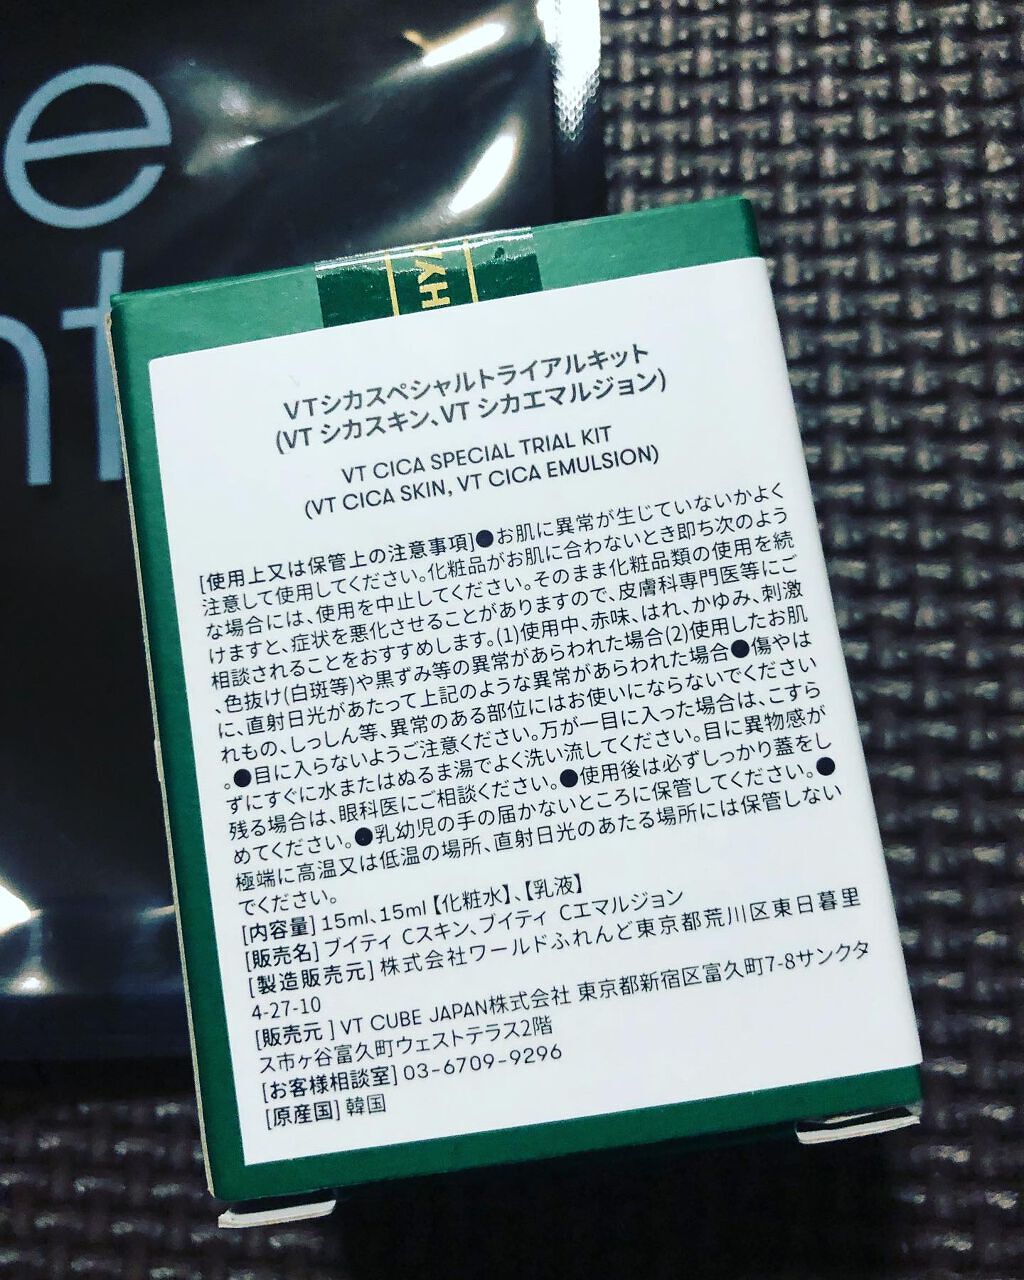 e
nt
HY
VTシカスペシャルトライアルキット
(VT シカスキン、VT シカエマルジョン)
VT CICA SPECIAL TRIAL KIT
(VT CICA SKIN, VT CICA EMULSION)
[使用上又は保管上の注意事項]●お肌に異常が生じていないかよく
注意して使用してください。化粧品がお肌に合わないとき即ち次のよう
な場合には、使用を中止してください。そのまま化粧品類の使用を続
けますと、症状を悪化させることがありますので、皮膚科専門医等にご
相談されることをおすすめします。(1)使用中、赤味、はれ、かゆみ、刺激
、色抜け(白斑等)や黒ずみ等の異常があらわれた場合(2)使用したお肌
に、直射日光があたって上記のような異常があらわれた場合●傷やは
れもの、しっしん等、異常のある部位にはお使いにならないでください
。●目に入らないようご注意ください。万が一目に入った場合は、こすら
ずにすぐに水またはぬるま湯でよく洗い流してください。目に異物感が
残る場合は、眼科医にご相談ください。●使用後は必ずしっかり蓋をし
めてください。●乳幼児の手の届かないところに保管してください。●
極端に高温又は低温の場所、直射日光のあたる場所には保管しない
でください。
[内容量] 15ml、15ml【化粧水】、【乳液】
[販売名] ブイティ Cスキン、ブイティ Cエマルジョン
[製造販売元] 株式会社ワールドふれんど東京都荒川区東日暮里
4-27-10
[販売元 ] VT CUBE JAPAN株式会社 東京都新宿区富久町7-8サンクタ
ス市ヶ谷富久町ウェストテラス2階
[お客様相談室] 03-6709-9296
[原産国] 韓国